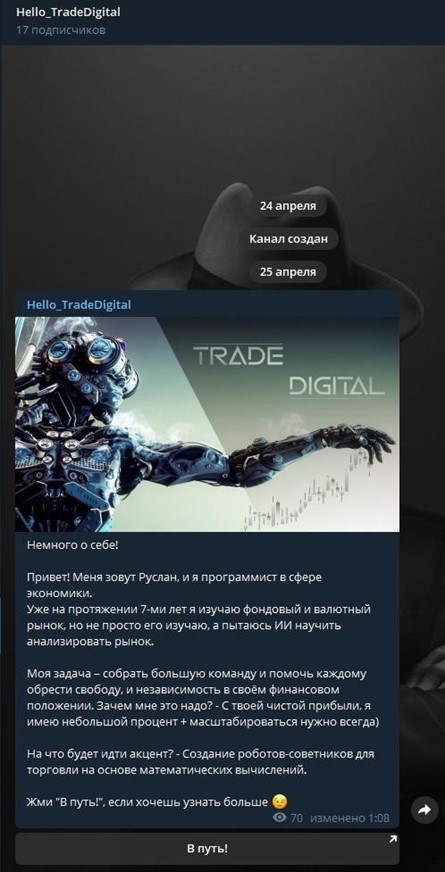 Hello_TradeDigital
17 подписчиков
24 апреля
Канал создан
25 апреля
Hello_TradeDigital
TRADE
DIGITAL
Немного о себе!
Привет! Меня зовут Руслан, и я программист в сфере
экономики.
Уже на протяжении 7-ми лет я изучаю фондовый и валютный
рынок, но не просто его изучаю, а пытаюсь ИИ научить
анализировать рынок.
Моя задача – собрать большую команду и помочь каждому
обрести свободу, и независимость в своём финансовом
положении. Зачем мне это надо? - С твоей чистой прибыли, я
имею небольшой процент + масштабироваться нужно всегда)
На что будет идти акцент? - Создание роботов-советников для
торговли на основе математических вычислений.
Жми "В путь!", если хочешь узнать больше 😉
70 изменено 1:08
В путь!